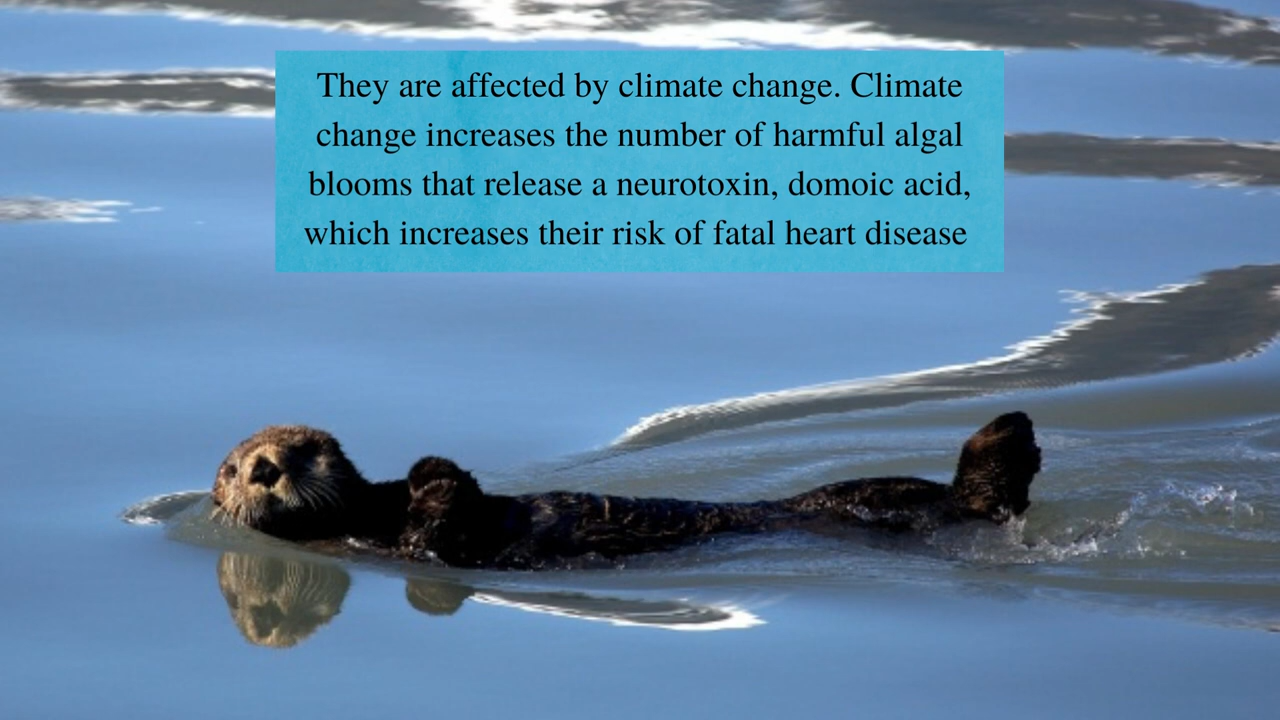 They are affected by climate change. Climate
change increases the number of harmful algal
blooms that release a neurotoxin, domoic acid,
which increases their risk of fatal heart disease